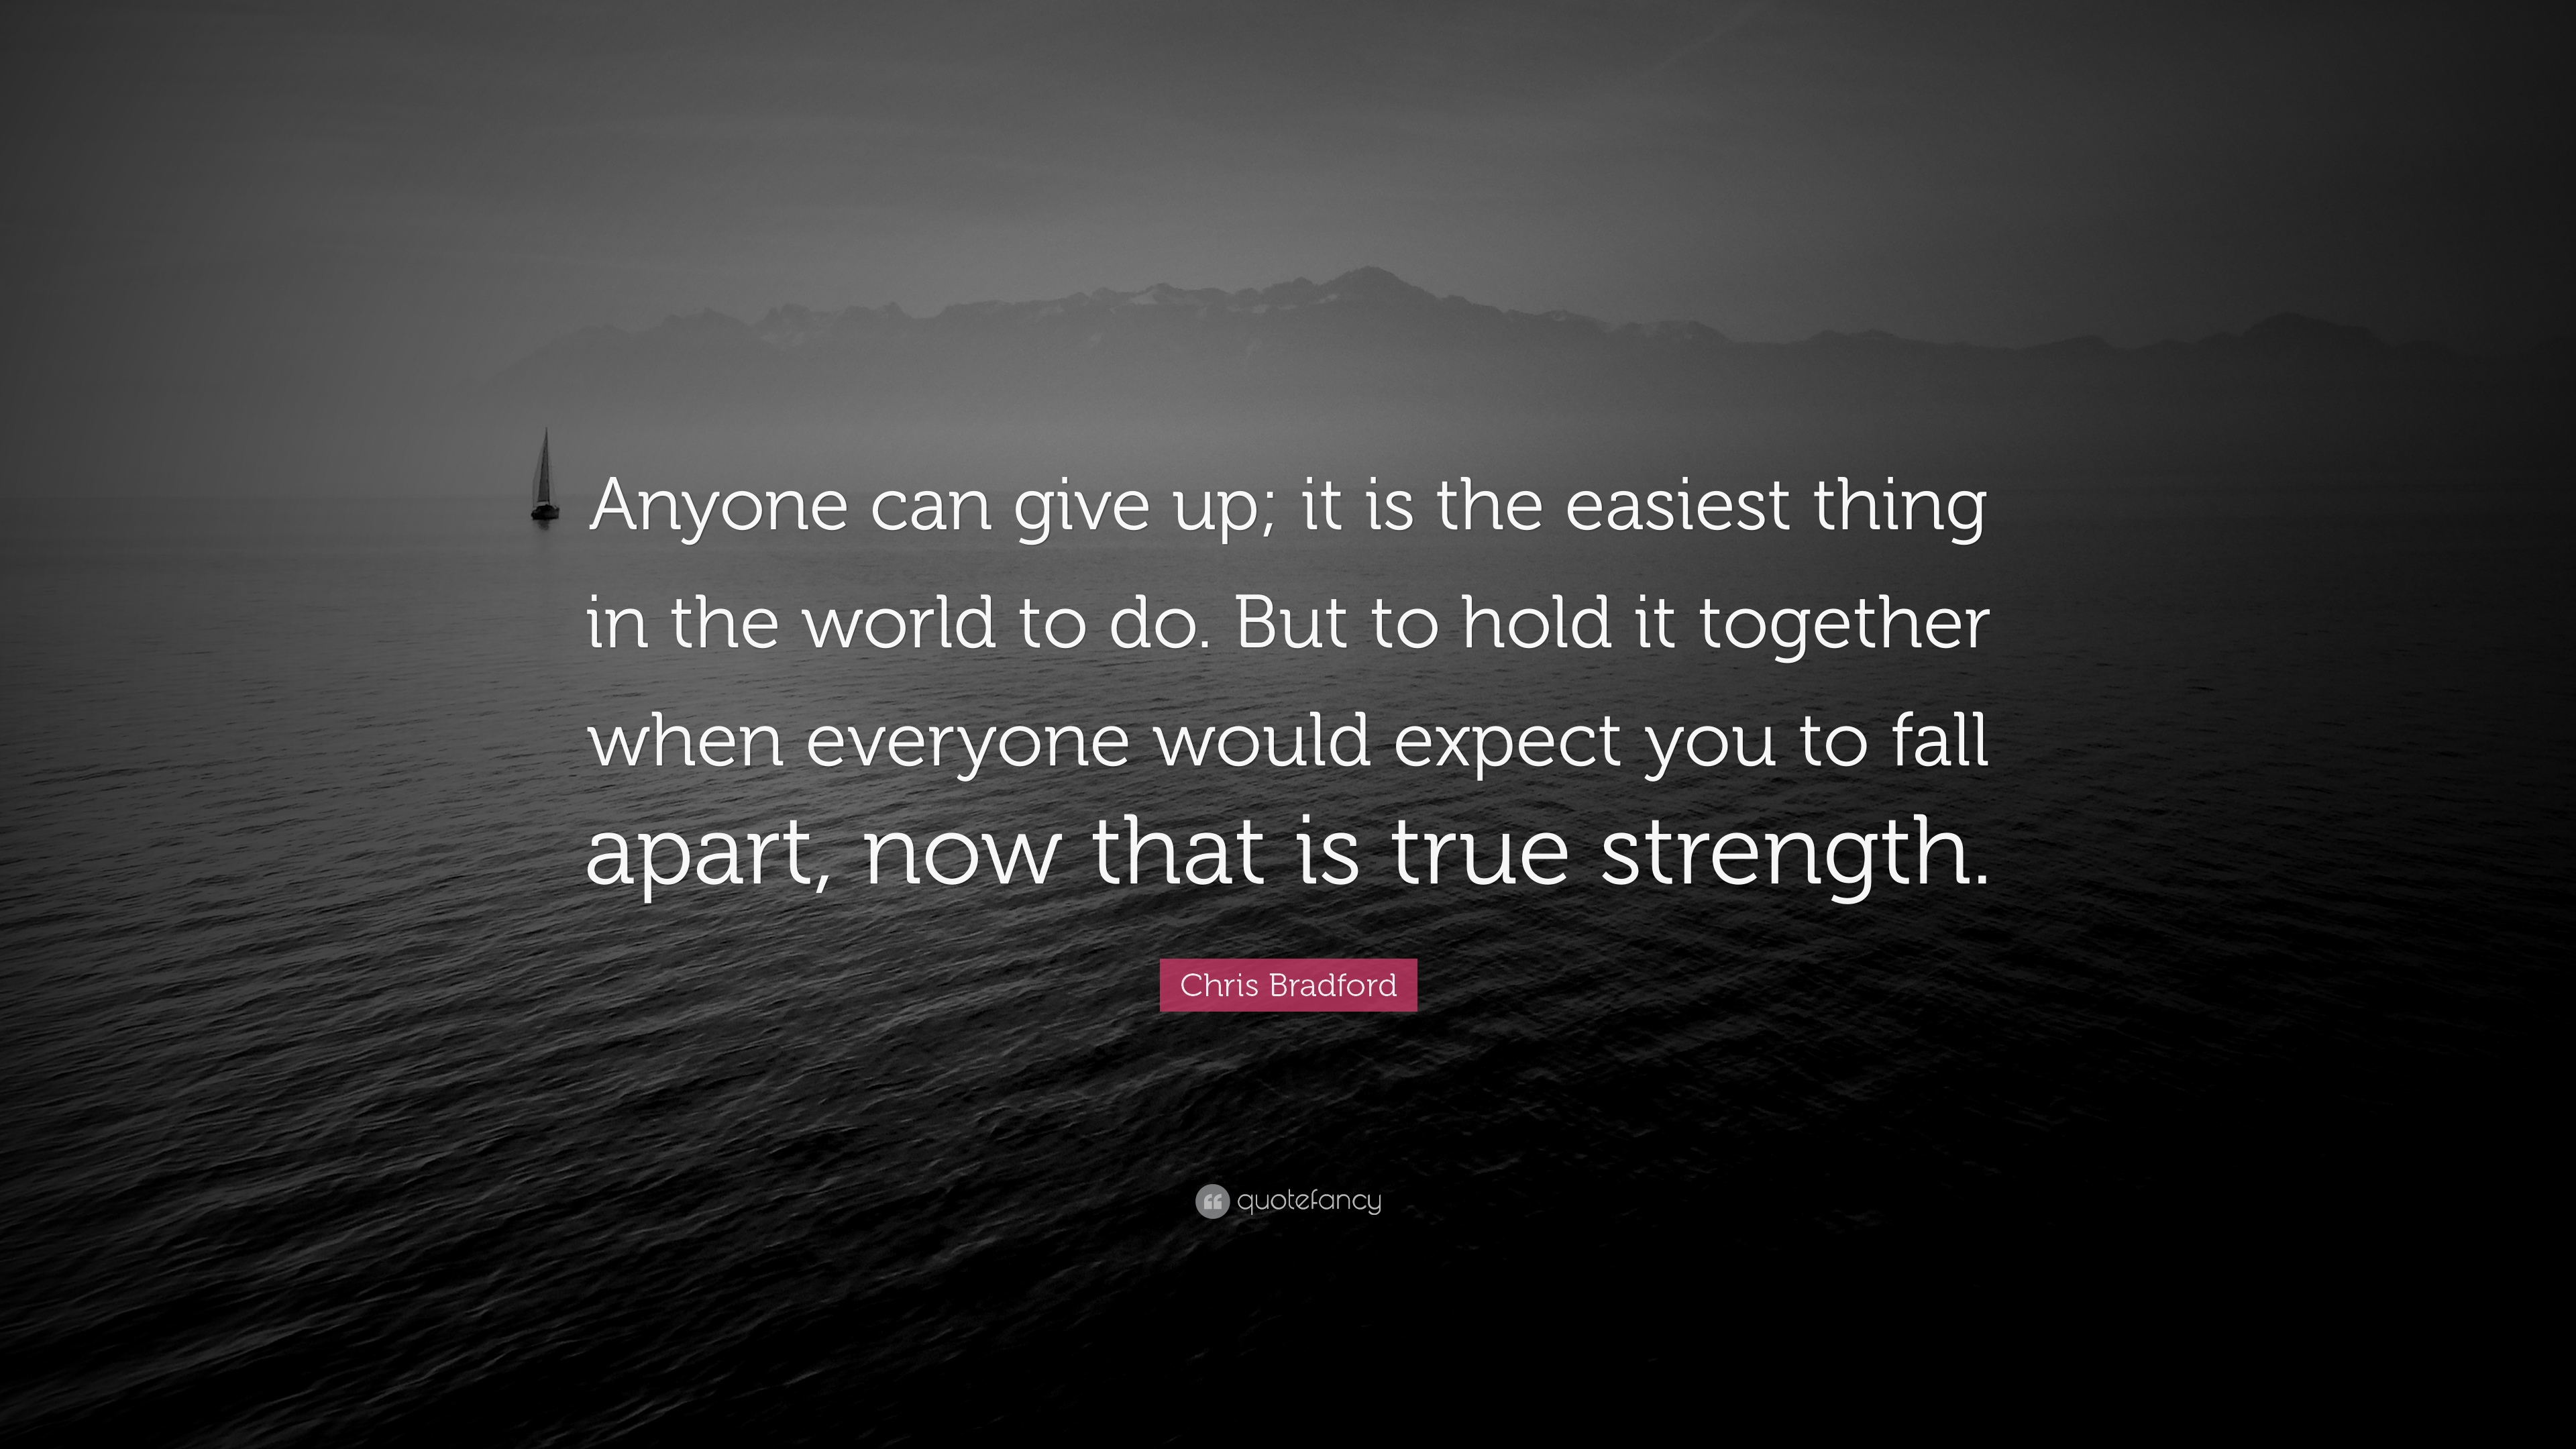 Anyone can give up; it is the easiest thing
in the world to do. But to hold it together
when everyone would expect you to fall
apart, now that is true strength.
Chris Bradford
quotefancy